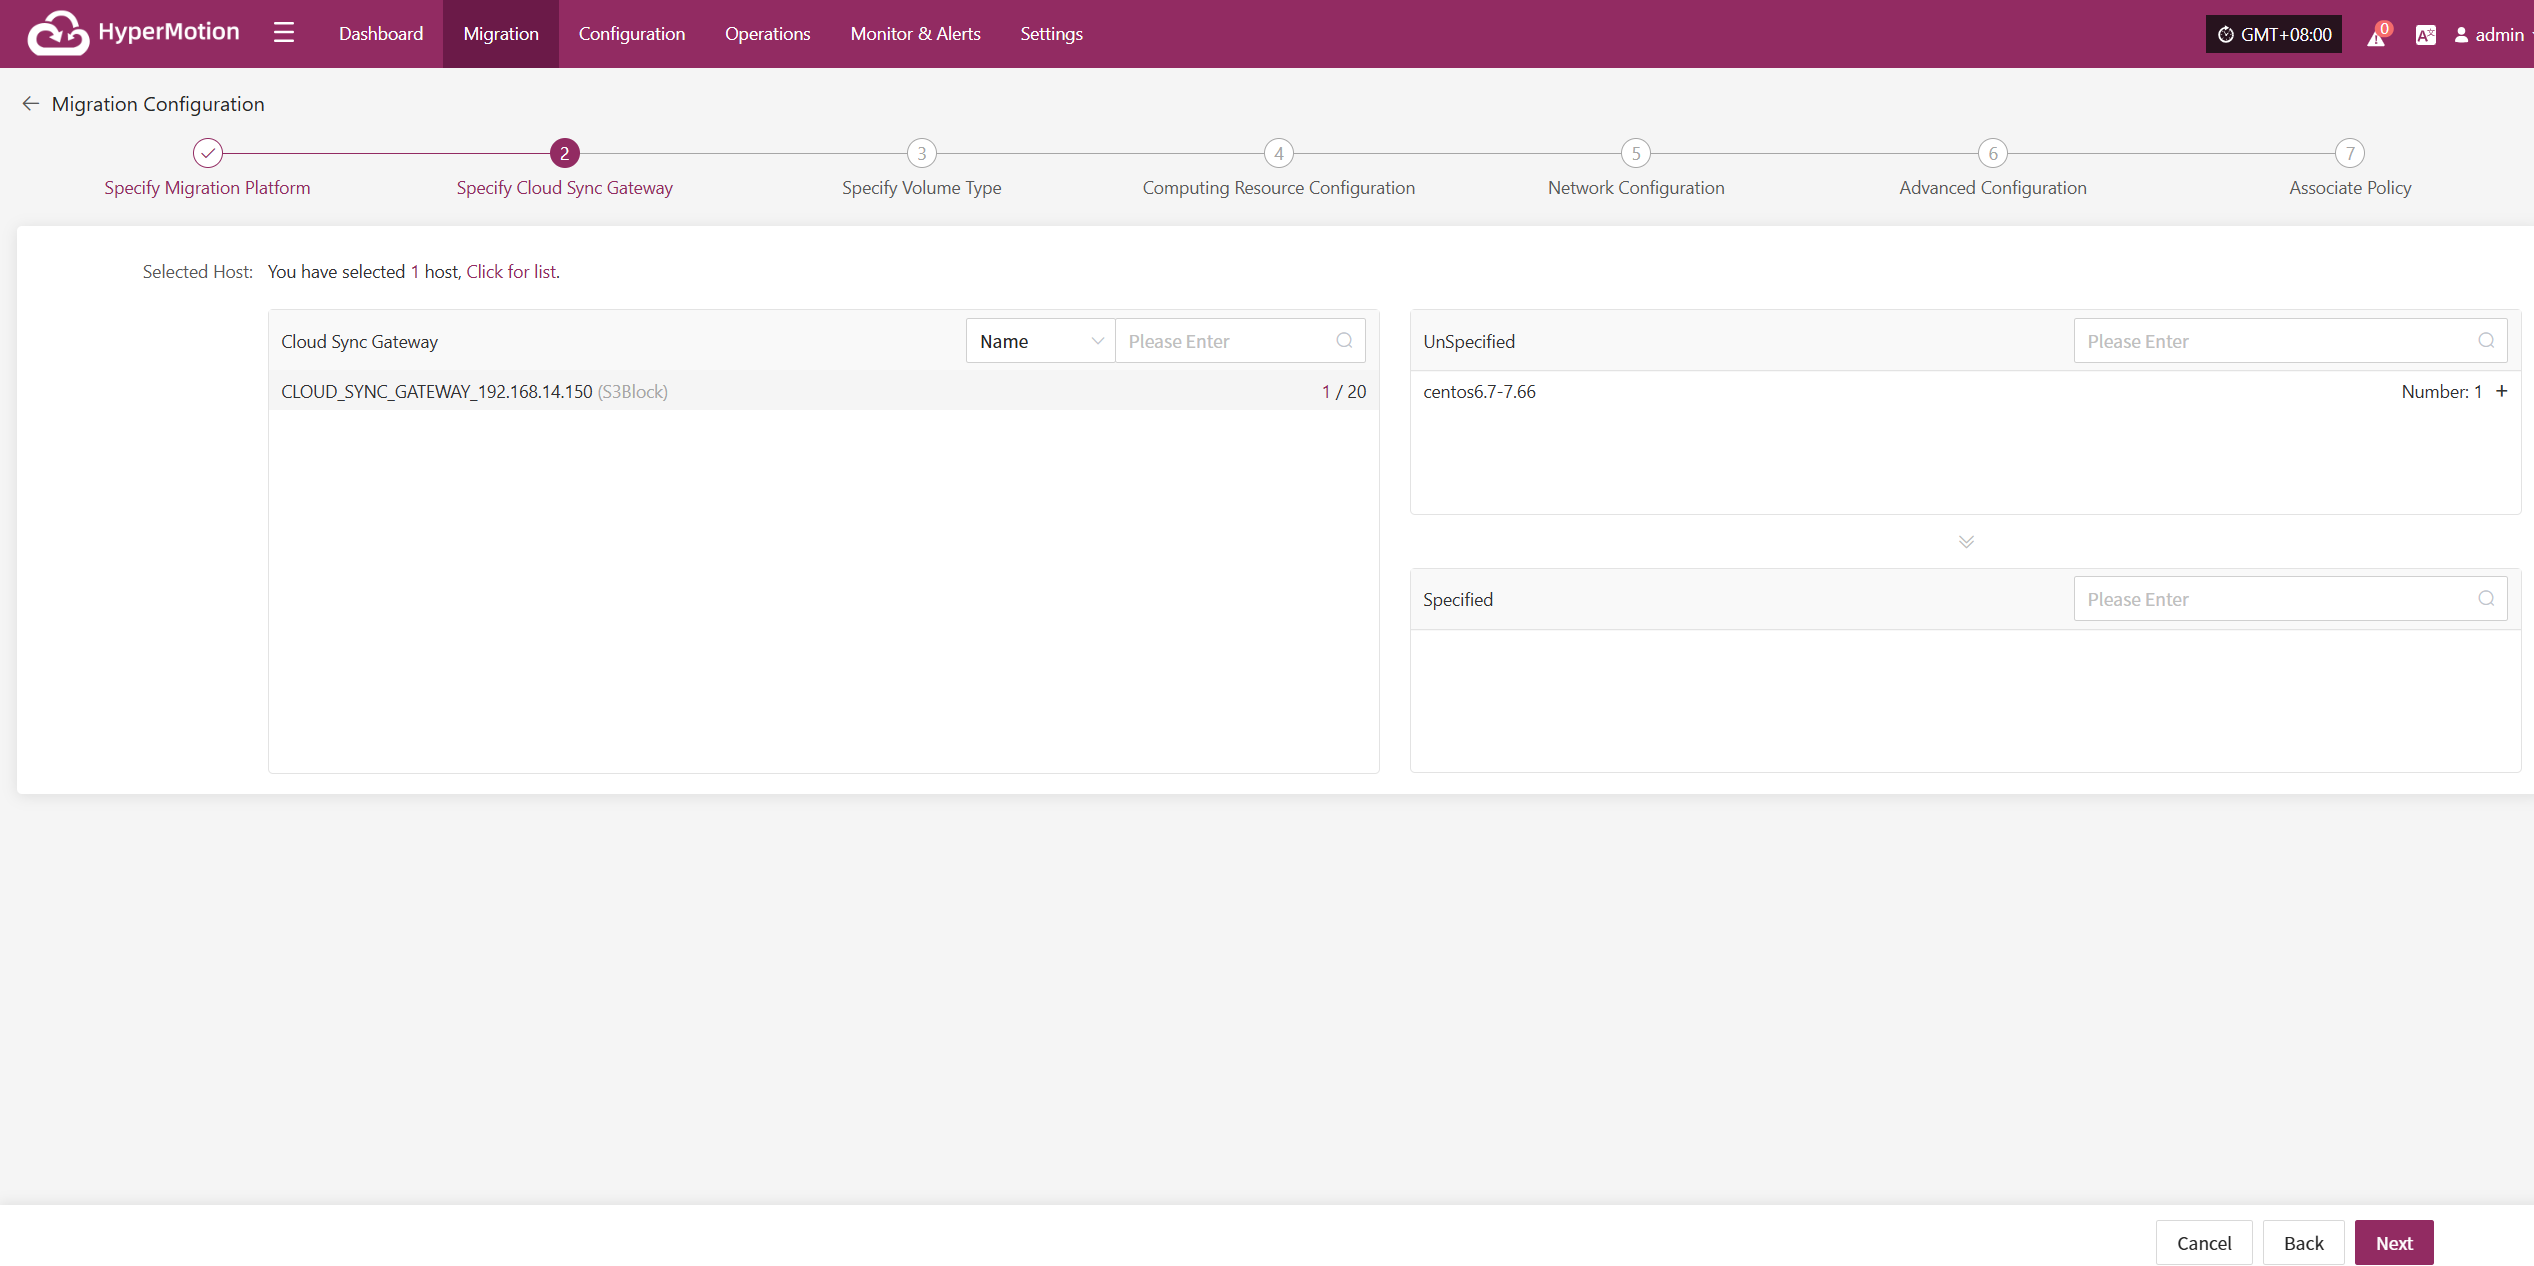 HyperMotion
Dashboard
Migration
Configuration
Operations
Monitor & Alerts
Settings
GMT+08:00
0
admin
Migration Configuration
2
3
4
5
6
7
Specify Migration Platform
Specify Cloud Sync Gateway
Specify Volume Type
Computing Resource Configuration
Network Configuration
Advanced Configuration
Associate Policy
Selected Host: You have selected 1 host, Click for list.
Cloud Sync Gateway
Name
Please Enter
CLOUD_SYNC_GATEWAY_192.168.14.150 (S3Block)
1 / 20
UnSpecified
Please Enter
centos6.7-7.66
Number: 1 +
Specified
Please Enter
Cancel
Back
Next